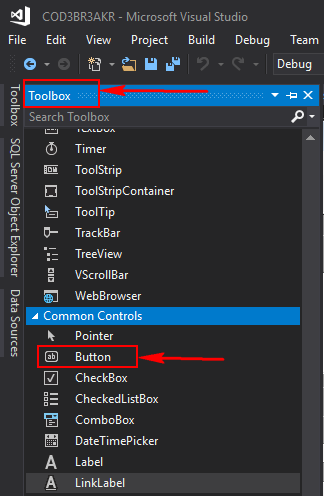 COD3BR3AKR - Microsoft Visual Studio
File Edit View Project Build Debug
Debug
Toolbox
Search Toolbox
TextBox
Timer
ToolStrip
ToolStripContainer
ToolTip
TrackBar
TreeView
VScrollBar
WebBrowser
Common Controls
Pointer
ab Button
CheckBox
CheckedListBox
ComboBox
DateTimePicker
A Label
A LinkLabel
Toolbox
SQL Server Object Explorer
Data Sources